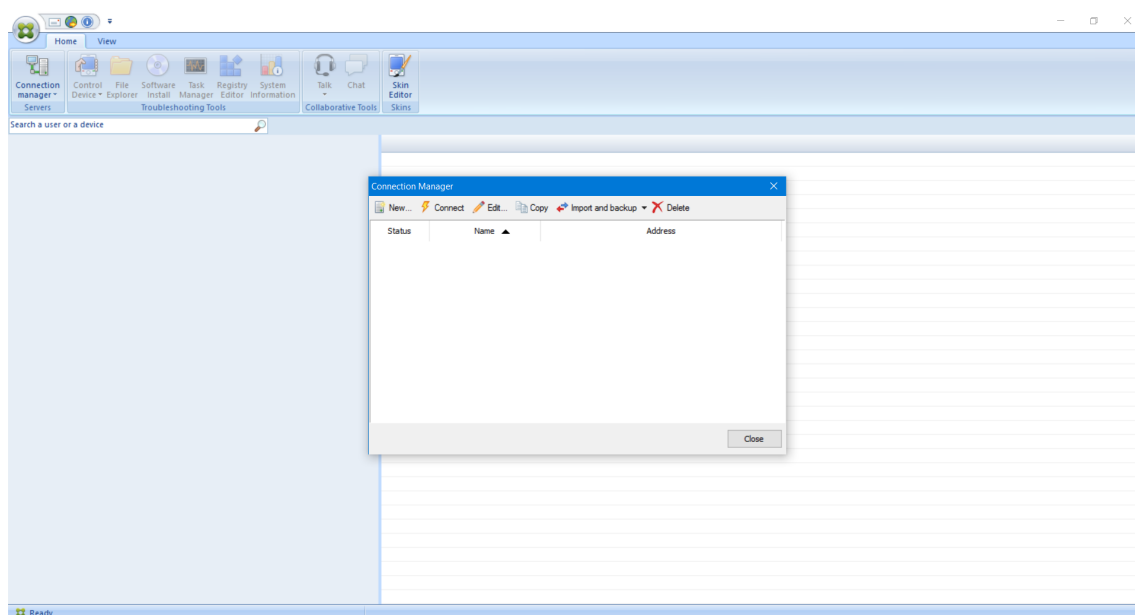 Home View
Connection manager
Control Device
File Explorer
Software Install
Task Manager
Registry Editor
System Information
Talk
Chat
Skin Editor
Servers
Troubleshooting Tools
Collaborative Tools
Skins
Search a user or a device
Connection Manager
New... Connect Edit... Copy Import and backup Delete
Status Name Address
Close
Ready